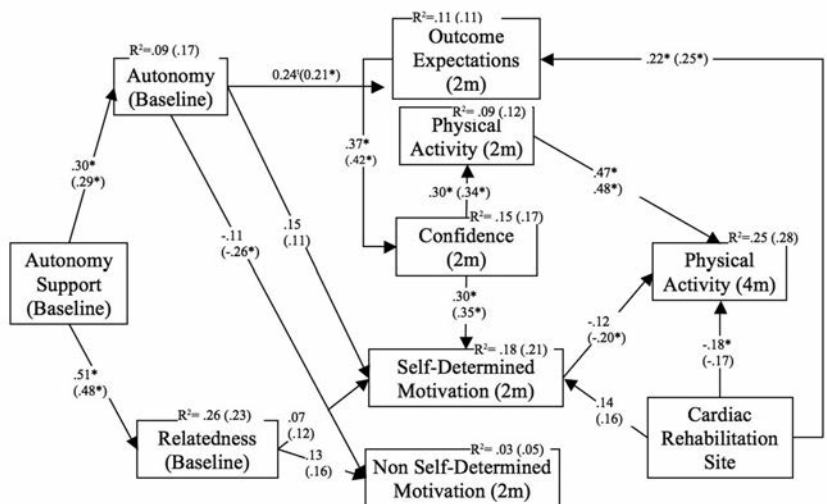 R²=.11 (.11)
Outcome
Expectations
(2m)
R²=.09 (.17)
Autonomy
(Baseline)
0.24ᵗ(0.21*)
.22* (.25*)
R²= .09 (.12)
Physical
Activity (2m)
.37*
(.42*)
.47*
.48*)
.30*
(.29*)
.30* (.34*)
R²= .15 (.17)
Confidence
(2m)
.15
(.11)
-.11
(-.26*)
R²=.25 (.28)
Physical
Activity (4m)
Autonomy
Support
(Baseline)
.30*
(.35*)
-.12
(-.20*)
-.18*
(-.17)
R²= .18 (.21)
Self-Determined
Motivation (2m)
.51*
(.48*)
.14
(.16)
R²= .26 (.23)
Relatedness
(Baseline)
.07
(.12)
.13
(.16)
Cardiac
Rehabilitation
Site
R²= .03 (.05)
Non Self-Determined
Motivation (2m)